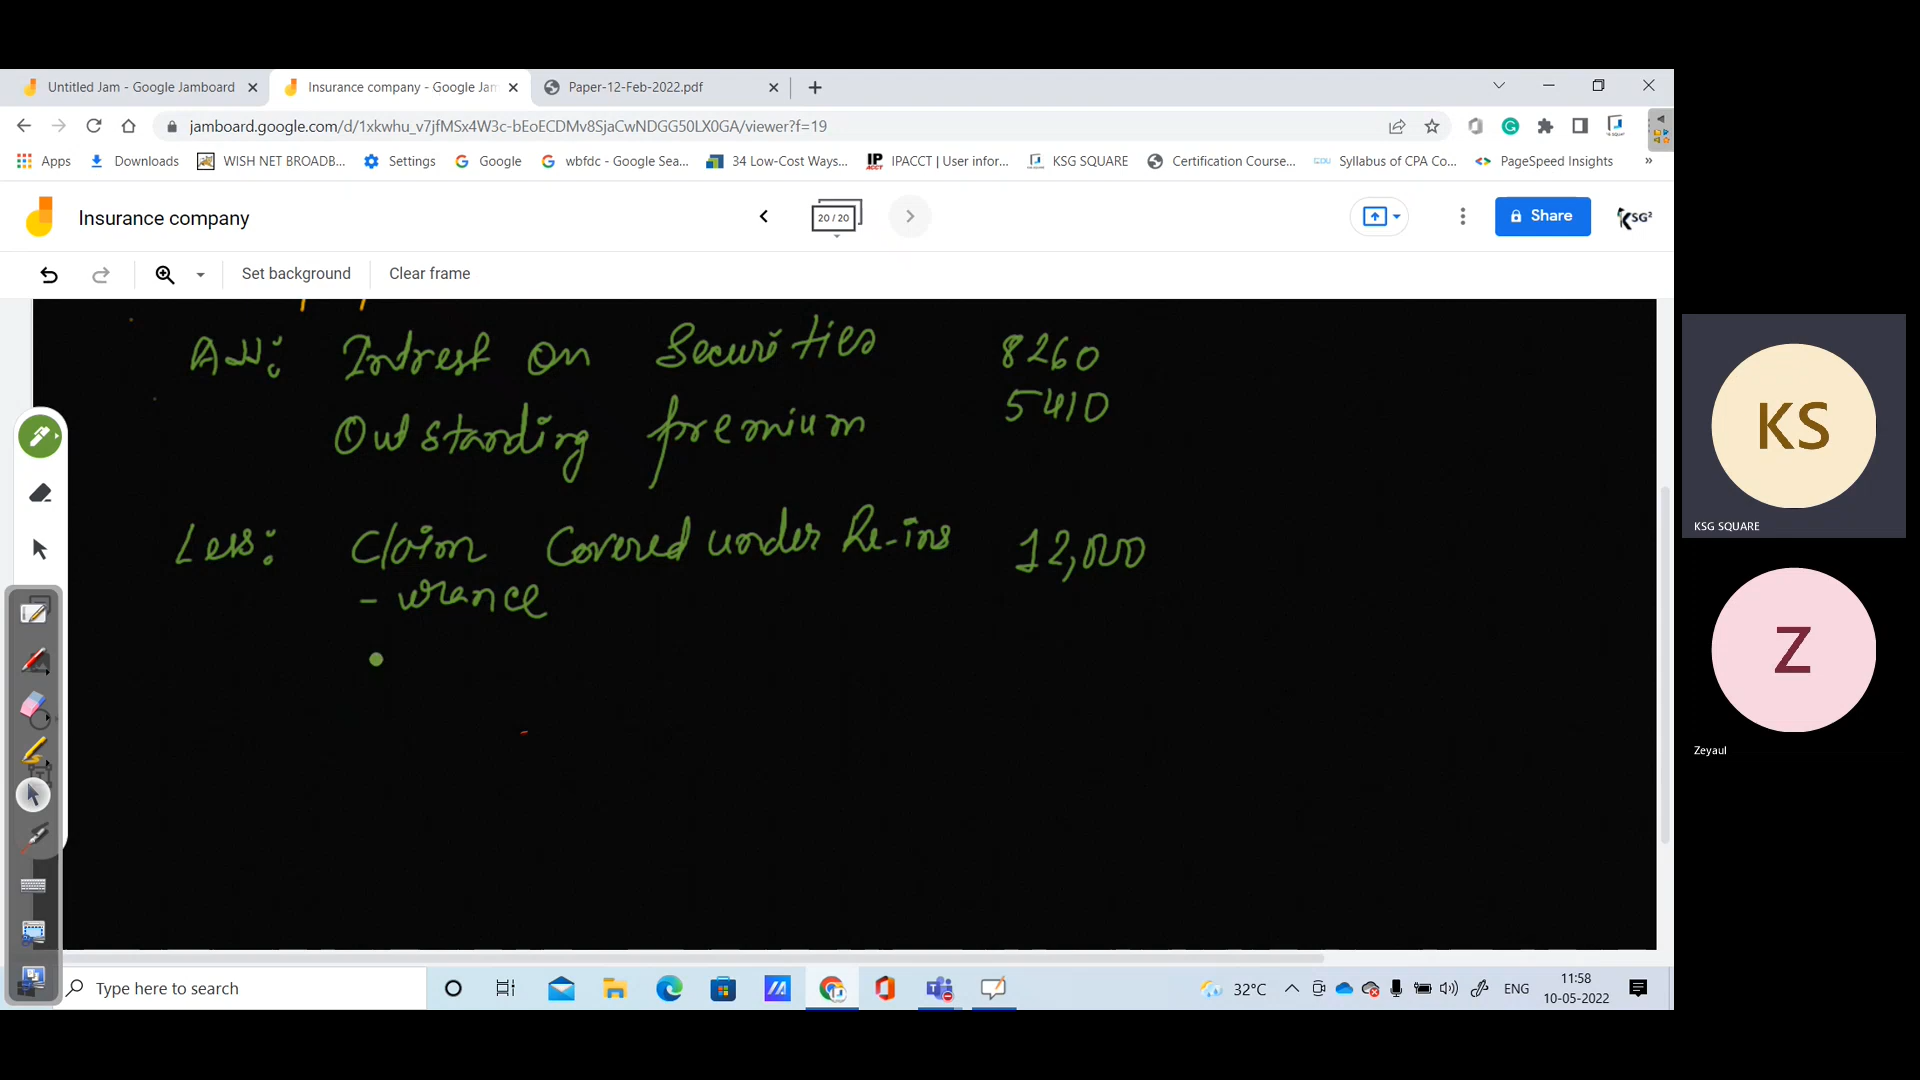 Untitled Jam - Google Jamboard
Insurance company - Google Jam
Paper-12-Feb-2022.pdf
jamboard.google.com/d/1xkwhu_v7jfMSx4W3c-bEoECDMv8SjaCwNDGG50LX0GA/viewer?f=19
Apps
Downloads
WISH NET BROADB...
Settings
Google
wbfdc - Google Sea...
34 Low-Cost Ways...
IPACCT | User infor...
KSG SQUARE
Certification Course...
Syllabus of CPA Co...
PageSpeed Insights
»
Insurance company
20 / 20
Share
KSG²
Set background
Clear frame
Add: Intrest On Securities 8260
Outstanding premium 5410
Less: Claim Covered under Re-ins 12,000
- urance
KS
KSG SQUARE
Z
Zeyaul
Type here to search
32°C
ENG
11:58
10-05-2022